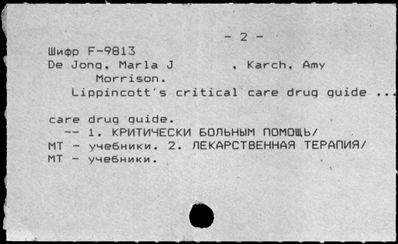 - 2 -
Шифр F-9813
De Jong, Marla J , Karch, Amy
Morrison.
Lippincott's critical care drug guide ...
care drug guide.
-- 1. КРИТИЧЕСКИ БОЛЬНЫМ ПОМОЩЬ/
МТ - учебники. 2. ЛЕКАРСТВЕННАЯ ТЕРАПИЯ/
МТ - учебники.